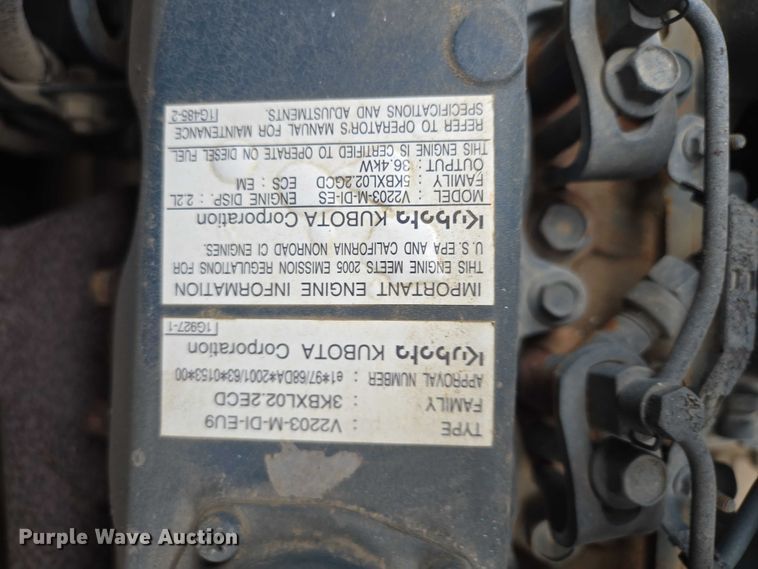 IMPORTANT ENGINE INFORMATION
THIS ENGINE MEETS 2005 EMISSION REGULATIONS FOR
U.S. EPA AND CALIFORNIA NONROAD CI ENGINES.
Kubota KUBOTA Corporation
MODEL : V2203-M-DI-ES ENGINE DISP. : 2.2L
FAMILY : 5KBXL02.2GCD ECS : EM
OUTPUT : 36.4kW
THIS ENGINE IS CERTIFIED TO OPERATE ON DIESEL FUEL
REFER TO OPERATOR'S MANUAL FOR MAINTENANCE
SPECIFICATIONS AND ADJUSTMENTS.
1G485-2
TYPE : V2203-M-DI-EU9
FAMILY : 3KBXL02.2ECD
APPROVAL NUMBER : e1*97/68DA*2001/63*0153*00
Kubota KUBOTA Corporation
1G927-1
Purple Wave Auction